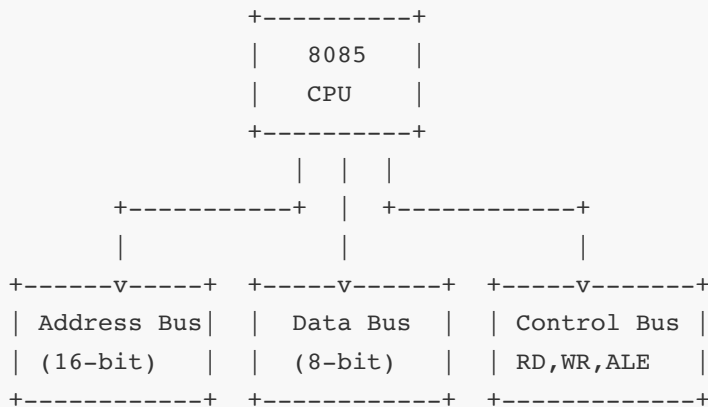 8085
CPU
Address Bus Data Bus Control Bus
(16-bit) (8-bit) RD,WR,ALE